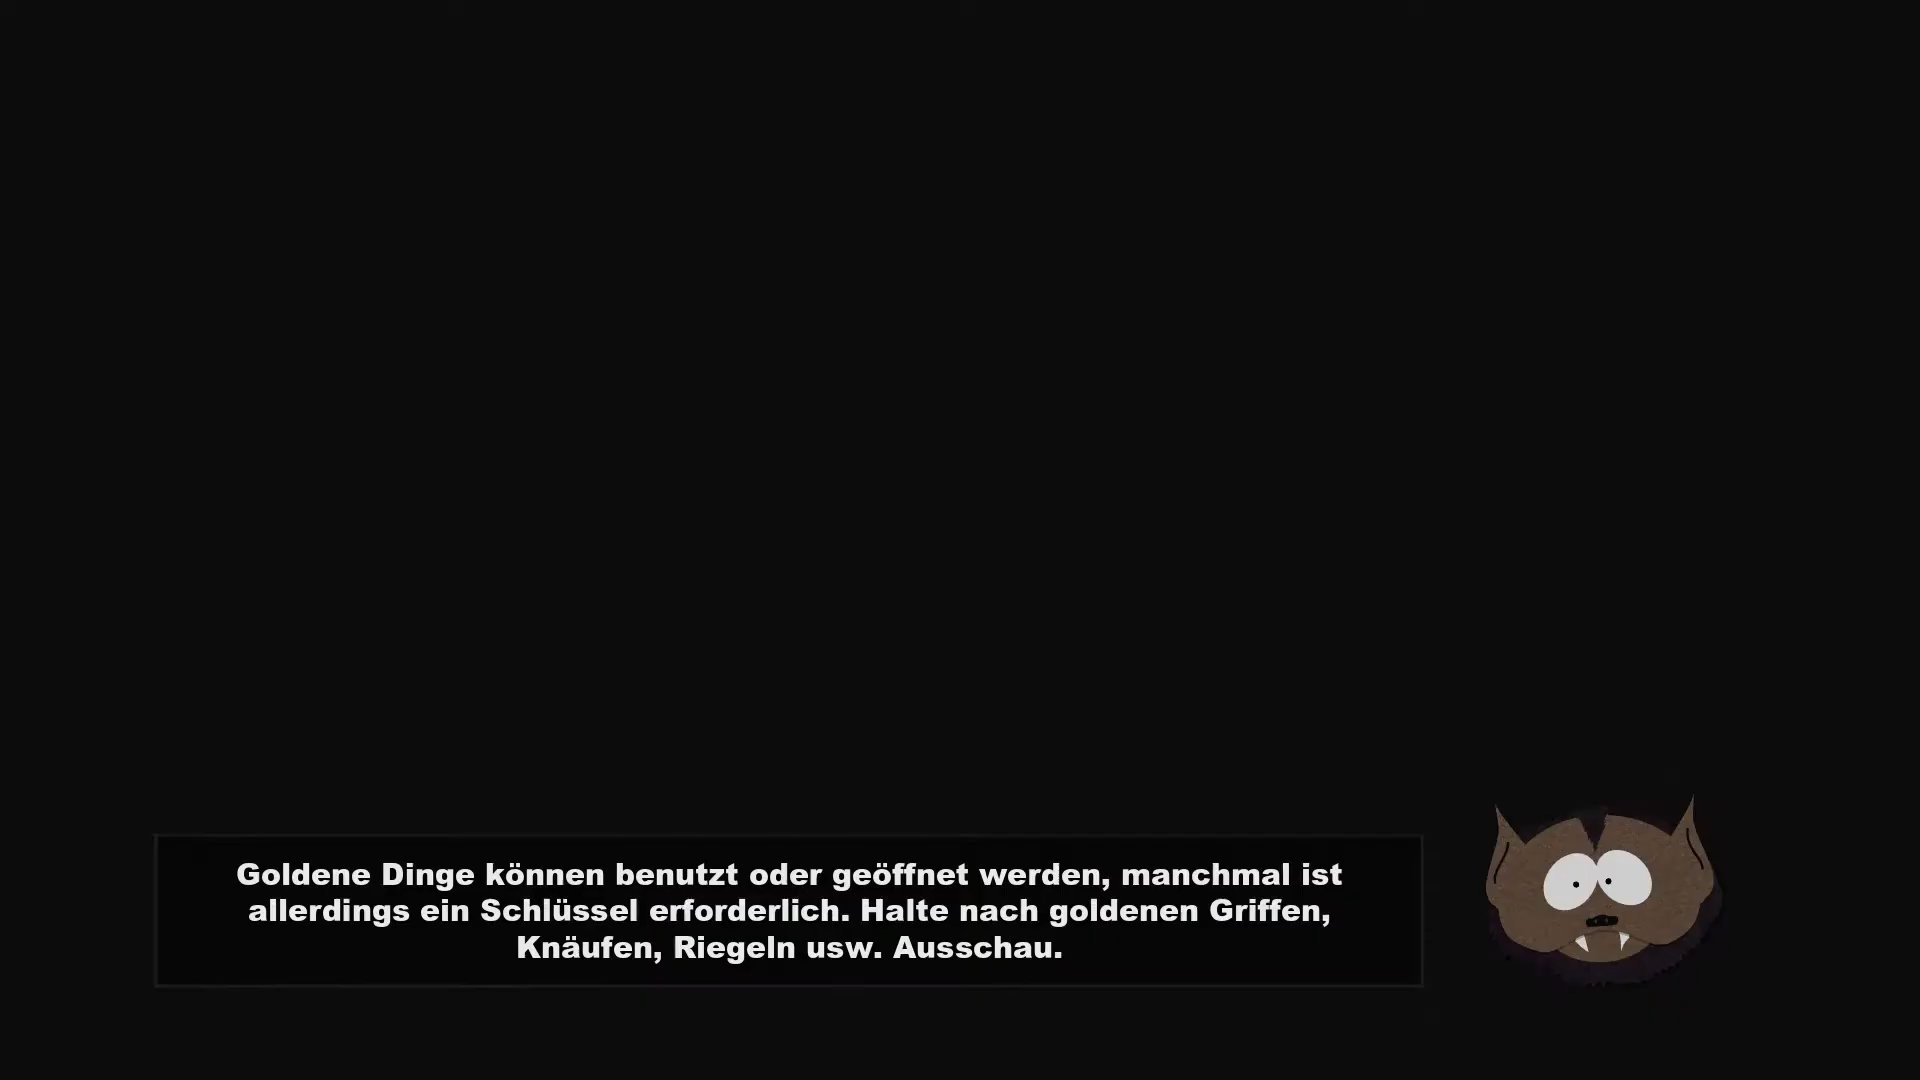 Goldene Dinge können benutzt oder geöffnet werden, manchmal ist
allerdings ein Schlüssel erforderlich. Halte nach goldenen Griffen,
Knäufen, Riegeln usw. Ausschau.